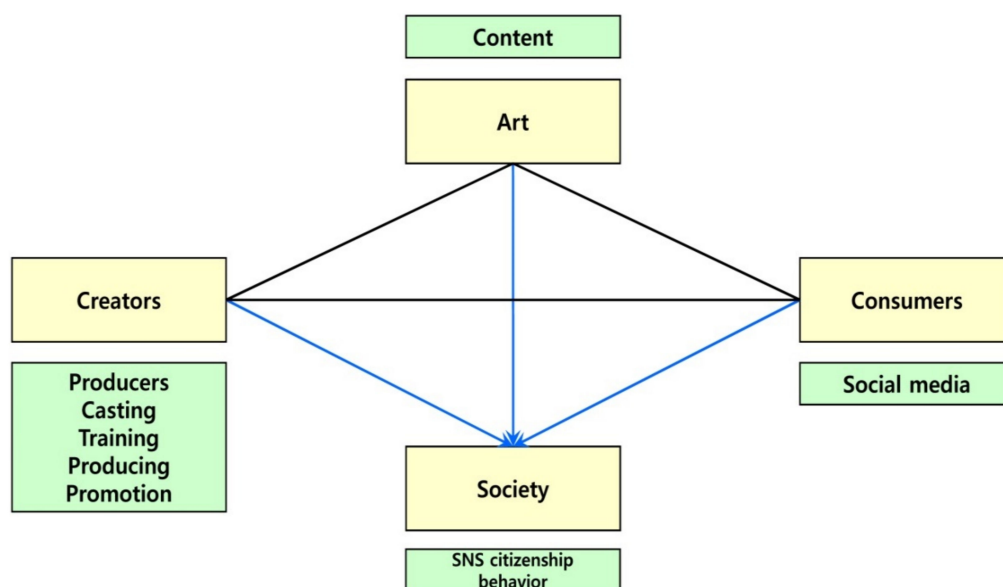 Content
Art
Creators
Consumers
Producers
Casting
Training
Producing
Promotion
Social media
Society
SNS citizenship
behavior